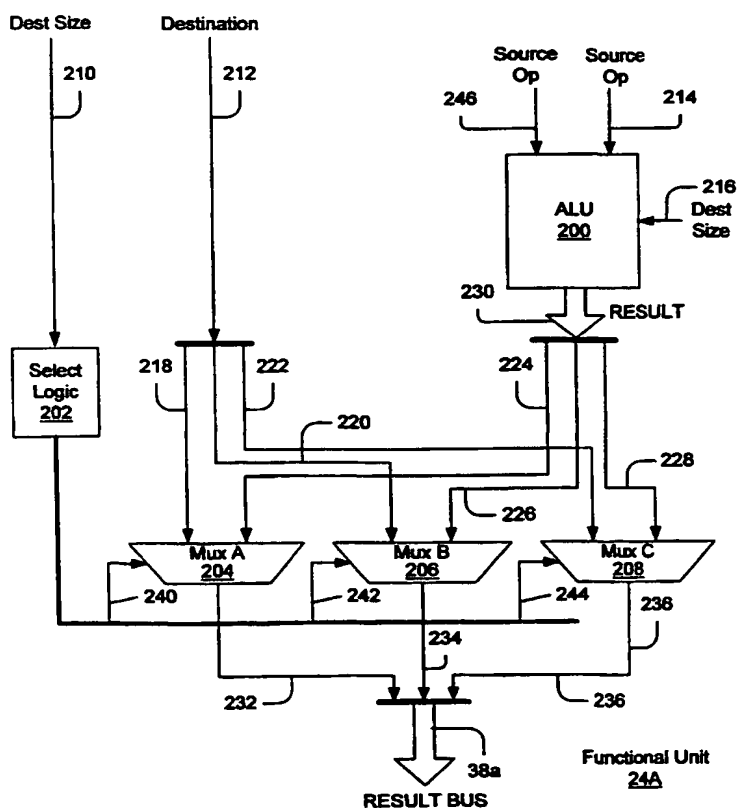 Dest Size
Destination
210
212
Source
Op
Source
Op
246
214
ALU
200
216
Dest
Size
230
RESULT
Select
Logic
202
218
222
224
220
228
226
Mux A
204
Mux B
206
Mux C
208
240
242
244
236
234
232
236
38a
Functional Unit
24A
RESULT BUS